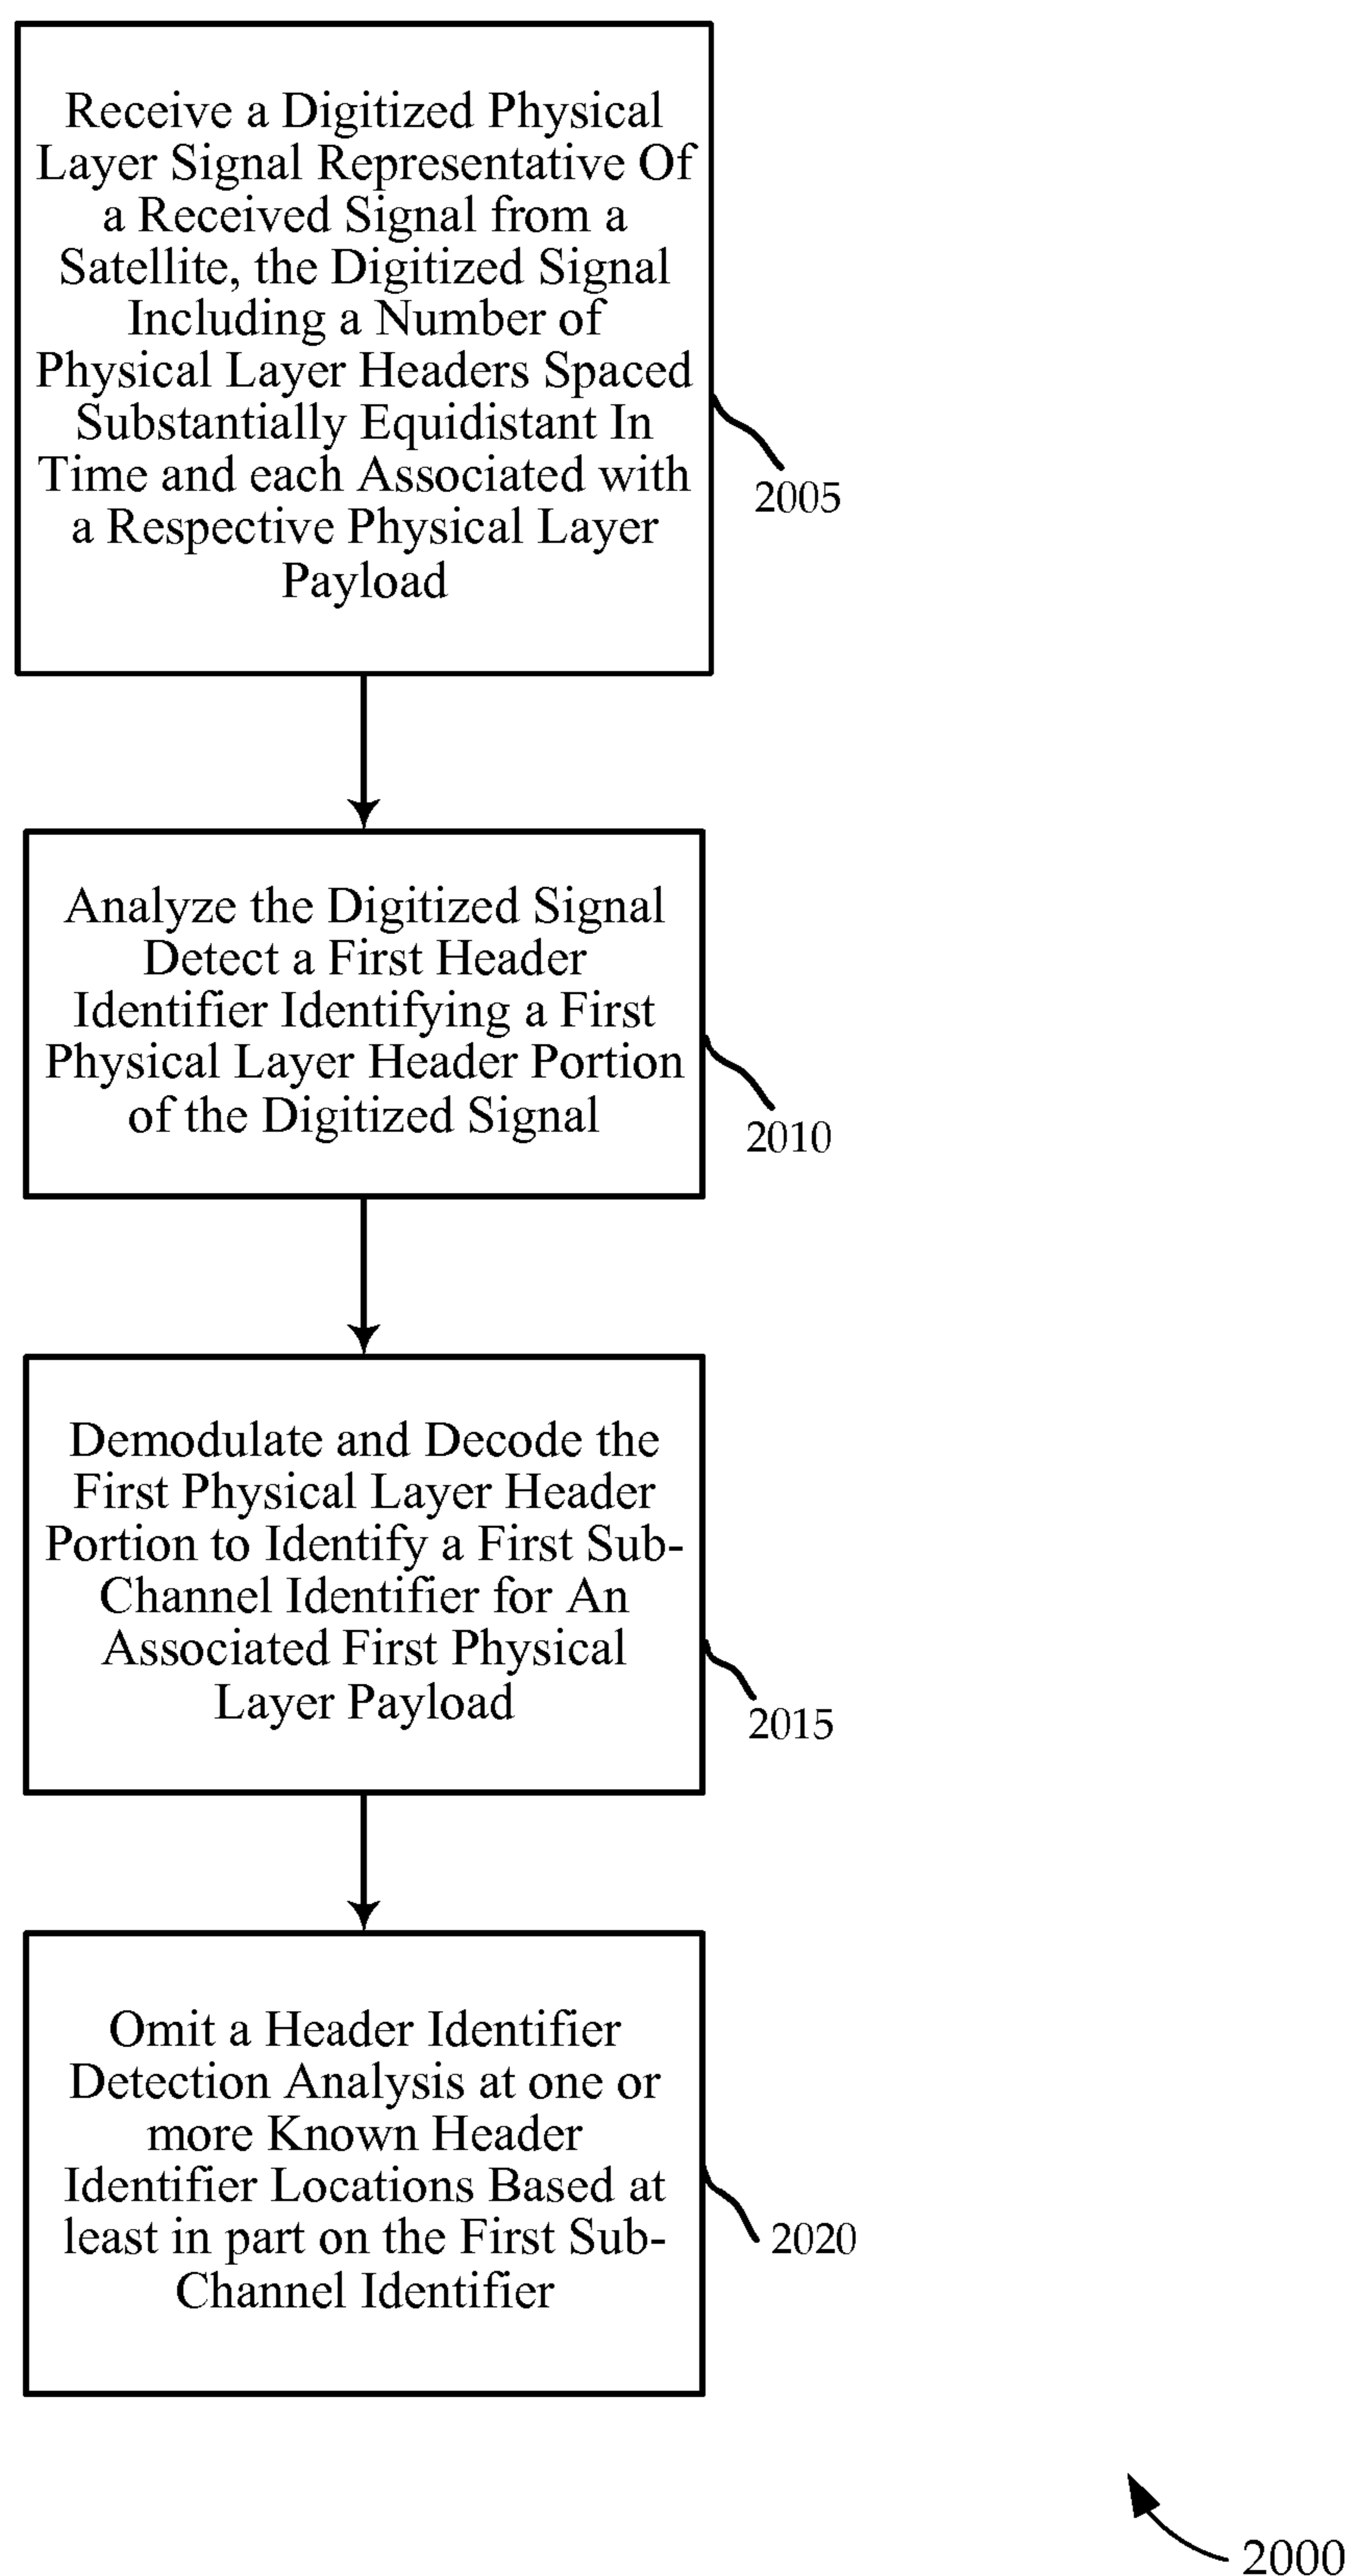 Receive a Digitized Physical
Layer Signal Representative Of
a Received Signal from a
Satellite, the Digitized Signal
Including a Number of
Physical Layer Headers Spaced
Substantially Equidistant In
Time and each Associated with
a Respective Physical Layer
Payload
2005
Analyze the Digitized Signal
Detect a First Header
Identifier Identifying a First
Physical Layer Header Portion
of the Digitized Signal
2010
Demodulate and Decode the
First Physical Layer Header
Portion to Identify a First Sub-
Channel Identifier for An
Associated First Physical
Layer Payload
2015
Omit a Header Identifier
Detection Analysis at one or
more Known Header
Identifier Locations Based at
least in part on the First Sub-
Channel Identifier
2020
2000